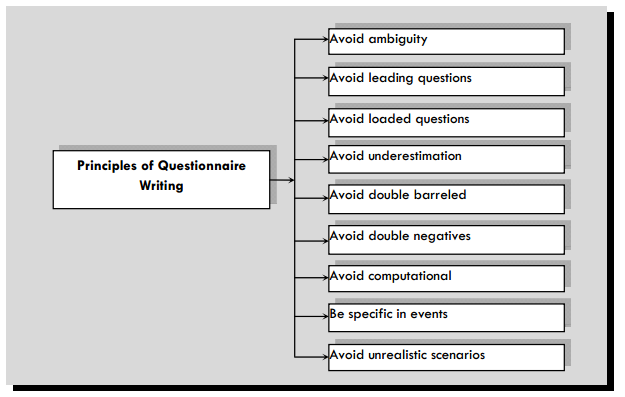 Avoid ambiguity
Avoid leading questions
Avoid loaded questions
Avoid underestimation
Principles of Questionnaire
Writing
Avoid double barreled
Avoid double negatives
Avoid computational
Be specific in events
Avoid unrealistic scenarios